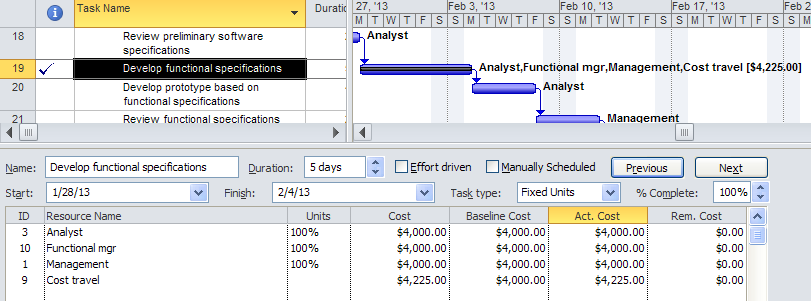 Task Name Duratic 27, '13 Feb 3, '13 Feb 10, '13 Feb 17, '13 Feb 2
M T W T F S S M T W T F S S M T W T F S S M T W T F S S M
18 Review preliminary software specifications Analyst
19 Develop functional specifications Analyst,Functional mgr,Management,Cost travel [$4,225.00]
20 Develop prototype based on functional specifications Analyst
21 Review functional specifications Management
Name: Develop functional specifications Duration: 5 days Effort driven Manually Scheduled Previous Next
Start: 1/28/13 Finish: 2/4/13 Task type: Fixed Units % Complete: 100%
ID Resource Name Units Cost Baseline Cost Act. Cost Rem. Cost
3 Analyst 100% $4,000.00 $4,000.00 $4,000.00 $0.00
10 Functional mgr 100% $4,000.00 $4,000.00 $4,000.00 $0.00
1 Management 100% $4,000.00 $4,000.00 $4,000.00 $0.00
9 Cost travel $4,225.00 $4,000.00 $4,225.00 $0.00